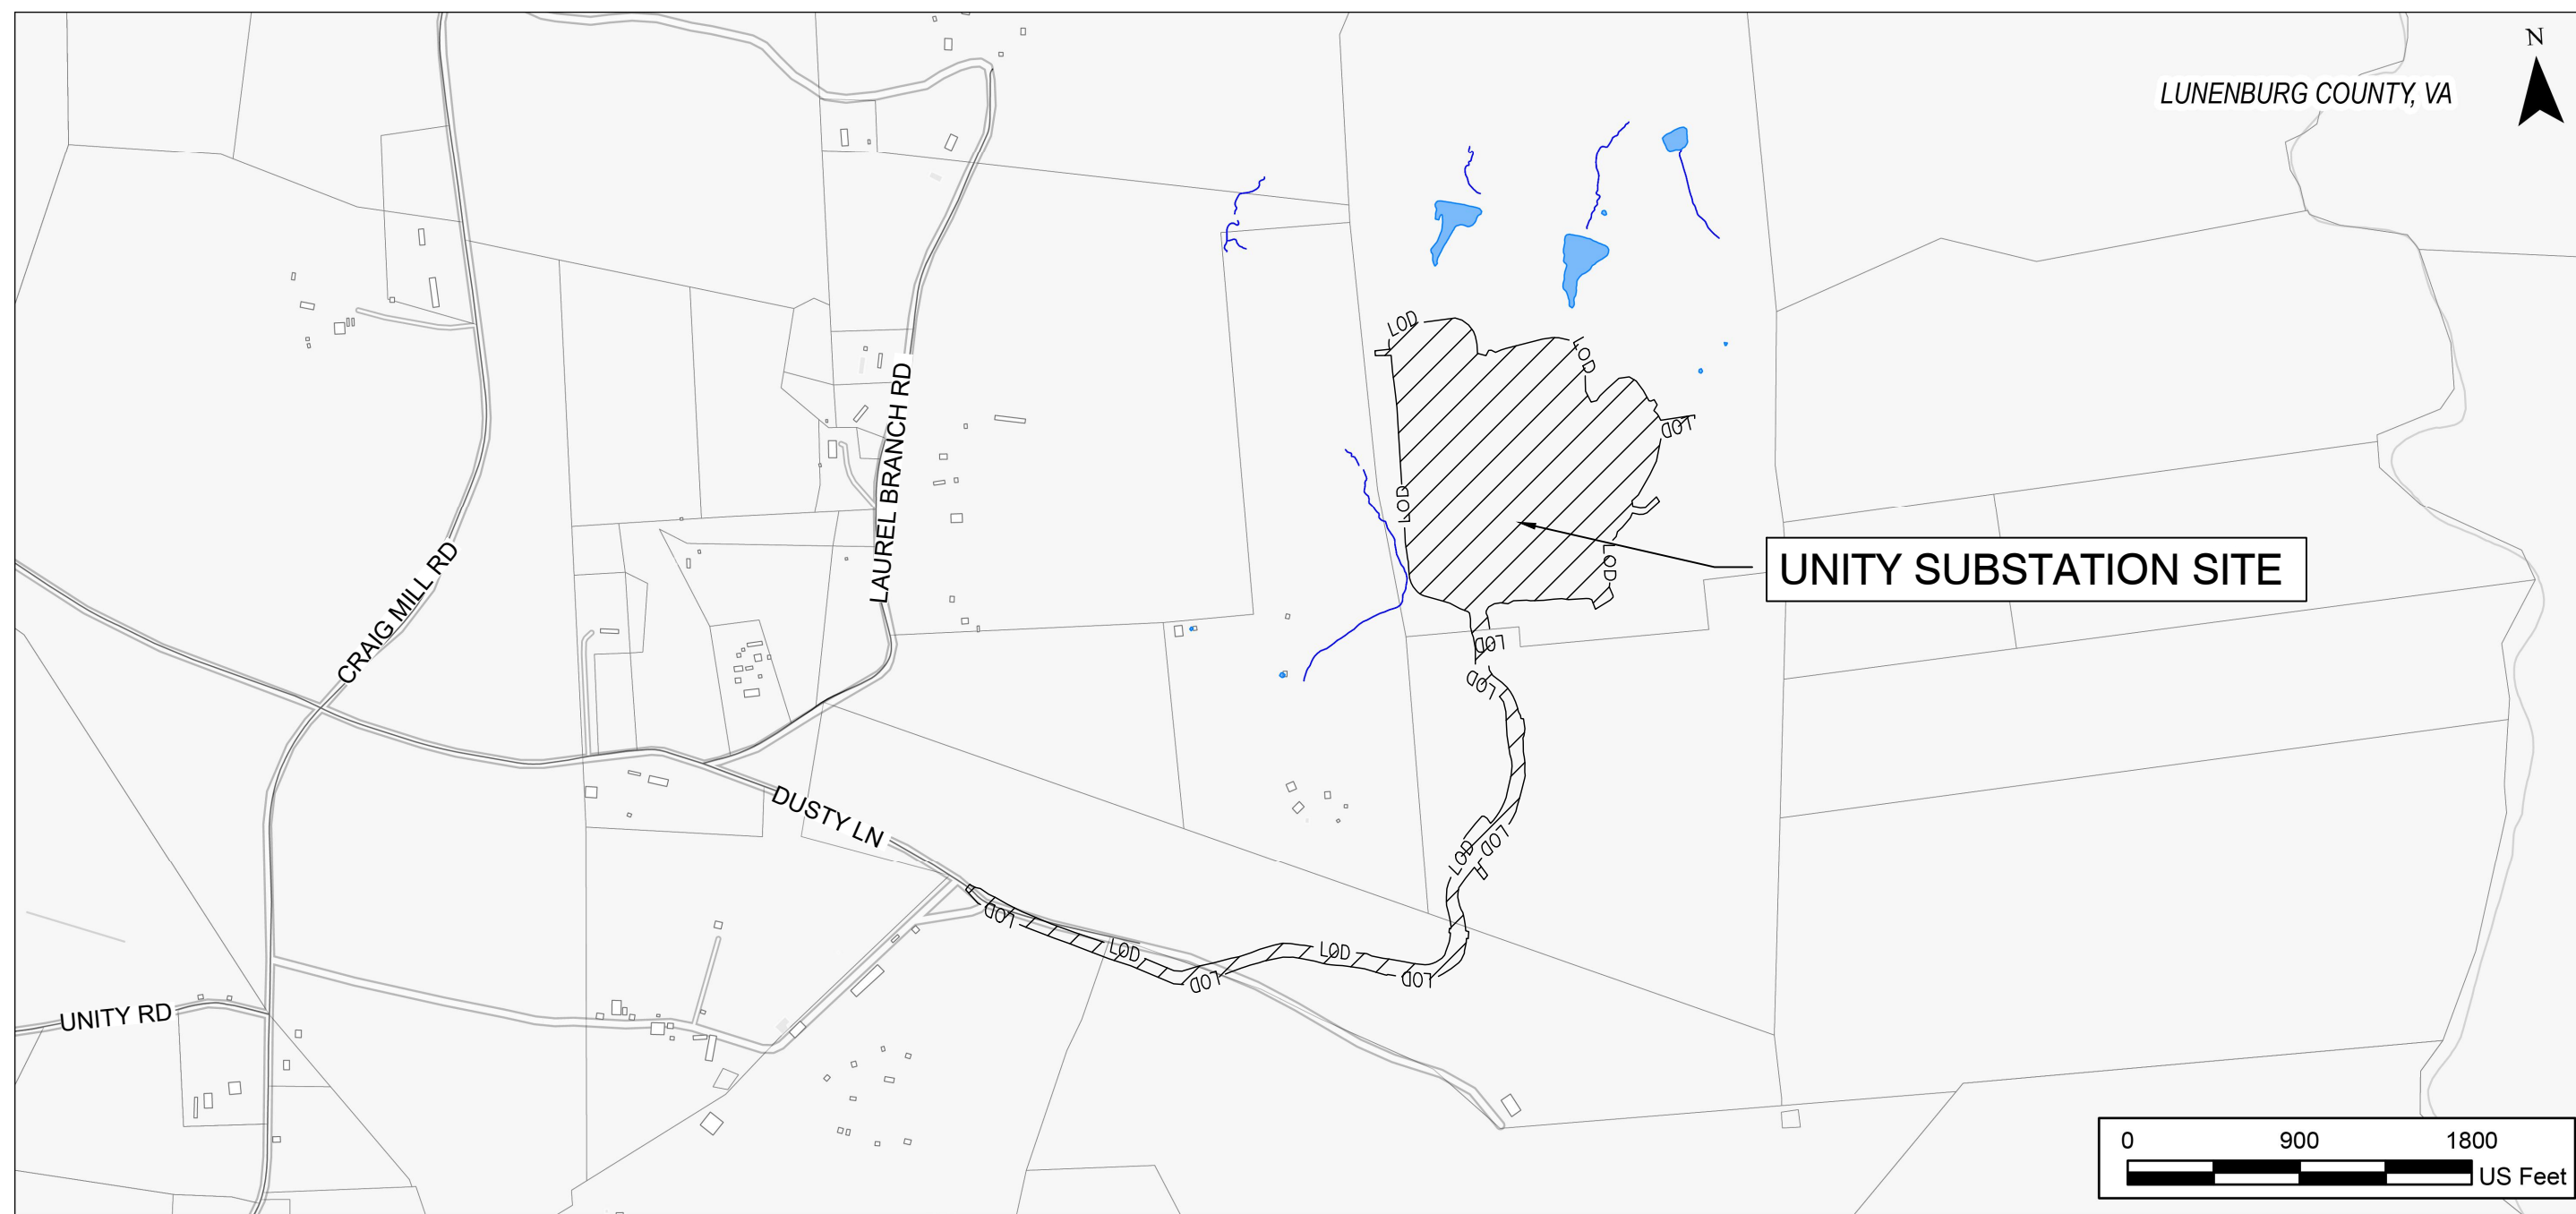 N
LUNENBURG COUNTY, VA
LOD
LOD
LAUREL BRANCH RD
LOD
LOD
CRAIG MILL RD
LOD
UNITY SUBSTATION SITE
LOD
LOD
DUSTY LN
LOD
LOD
LOD
LOD
LOD
LOD
LOD
UNITY RD
0 900 1800
US Feet